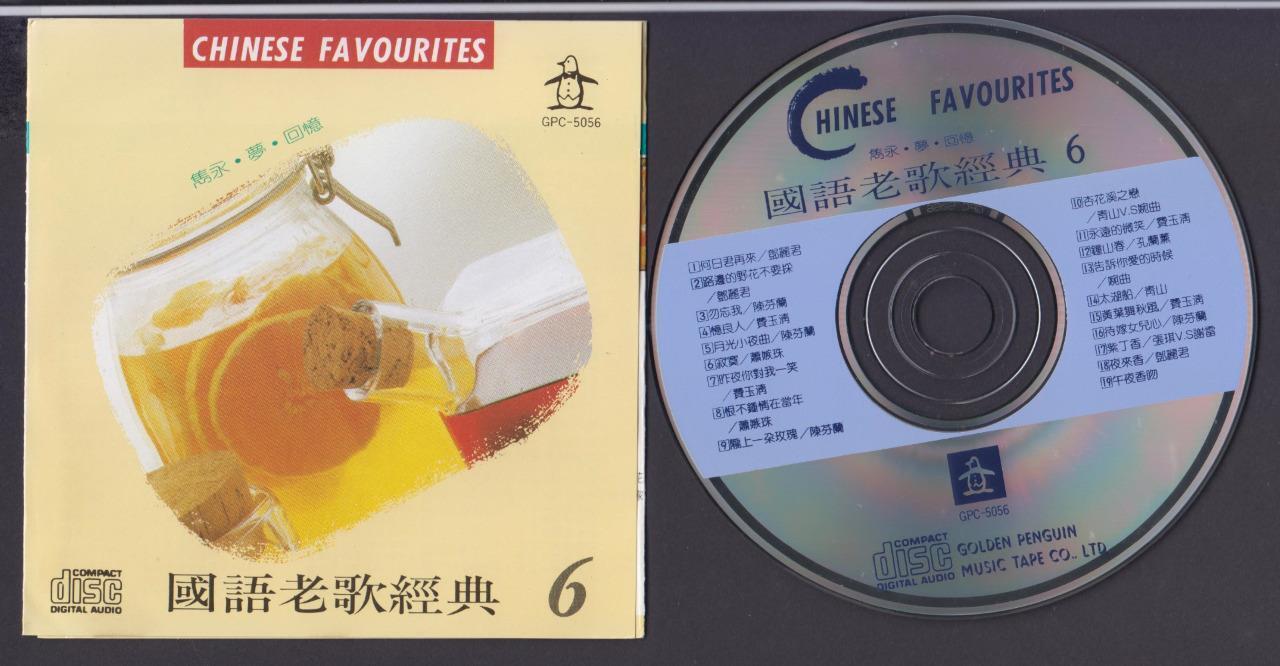 CHINESE FAVOURITES
GPC-5056
雋永・夢・回憶
COMPACT
disc
DIGITAL AUDIO
國語老歌經典 6
CHINESE FAVOURITES
雋永・夢・回憶
國語老歌經典 6
1何日君再來／鄧麗君
2路邊的野花不要採
／鄧麗君
3勿忘我／陳芬蘭
4憶良人／費玉清
5月光小夜曲／陳芬蘭
6寂寞／蕭嫉珠
7昨夜你對我一笑
／費玉清
8恨不鍾情在當年
／蕭嫉珠
9隴上一朶玫瑰／陳芬蘭
10杏花溪之戀
／青山V.S婉曲
11永遠的微笑／費玉清
12鍾山春／孔蘭薰
13告訴你愛的時候
／婉曲
14太湖船／青山
15黃葉舞秋風／費玉清
16待嫁女兒心／陳芬蘭
17紫丁香／張琪V.S謝雷
18夜來香／鄧麗君
19午夜香吻
GPC-5056
COMPACT
disc
DIGITAL AUDIO
GOLDEN PENGUIN
MUSIC TAPE CO., LTD